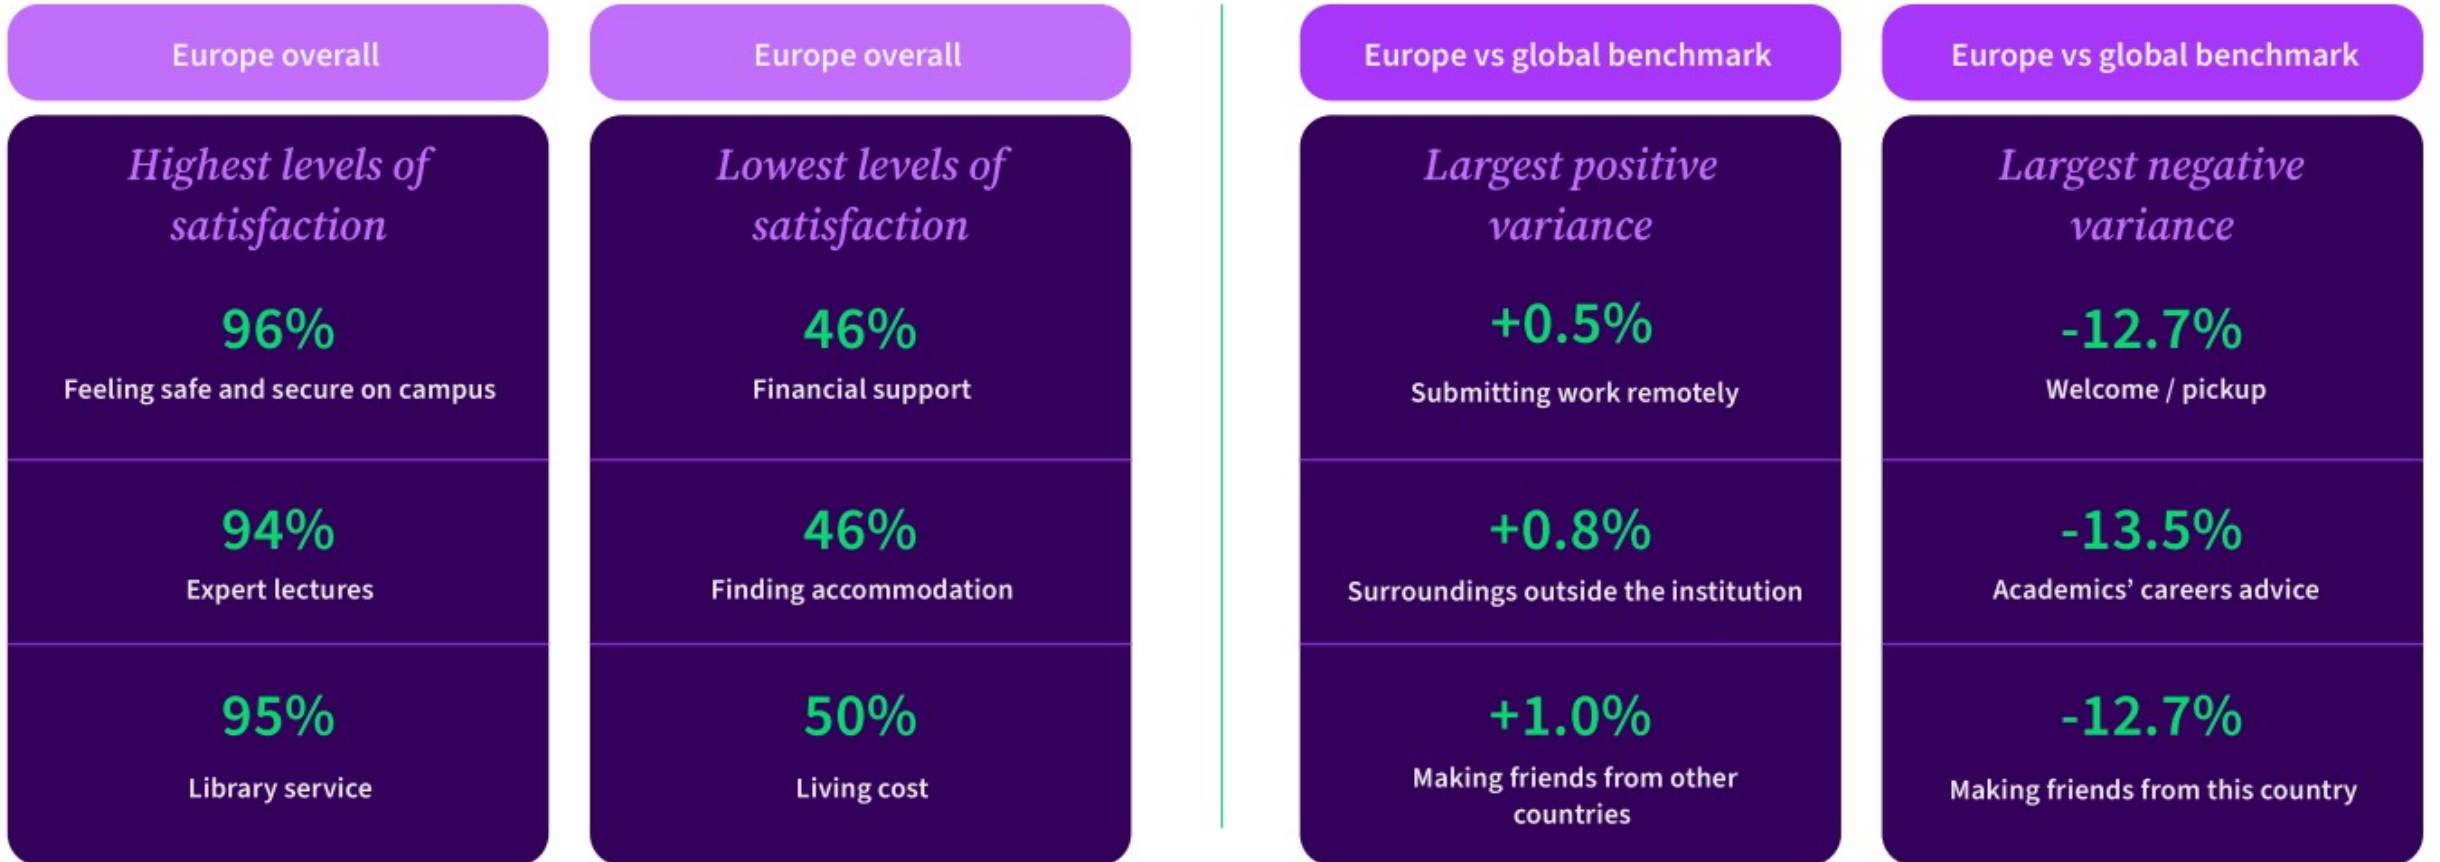 Europe overall
Highest levels of
satisfaction
96%
Feeling safe and secure on campus
94%
Expert lectures
95%
Library service
Europe overall
Lowest levels of
satisfaction
46%
Financial support
46%
Finding accommodation
50%
Living cost
Europe vs global benchmark
Largest positive
variance
+0.5%
Submitting work remotely
+0.8%
Surroundings outside the institution
+1.0%
Making friends from other
countries
Europe vs global benchmark
Largest negative
variance
-12.7%
Welcome / pickup
-13.5%
Academics’ careers advice
-12.7%
Making friends from this country